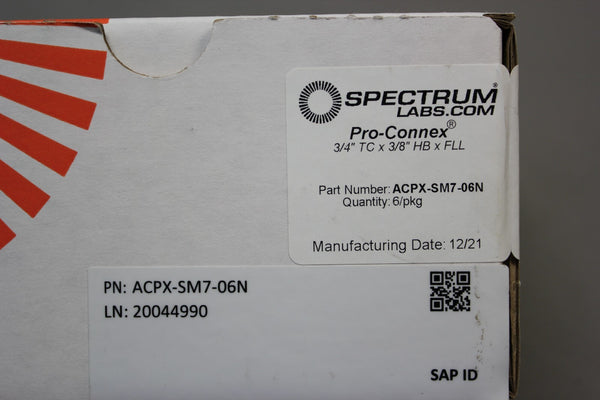 SPECTRUM®
LABS.COM
Pro-Connex®
3/4" TC x 3/8" HB x FLL
Part Number: ACPX-SM7-06N
Quantity: 6/pkg
Manufacturing Date: 12/21
PN: ACPX-SM7-06N
LN: 20044990
SAP ID